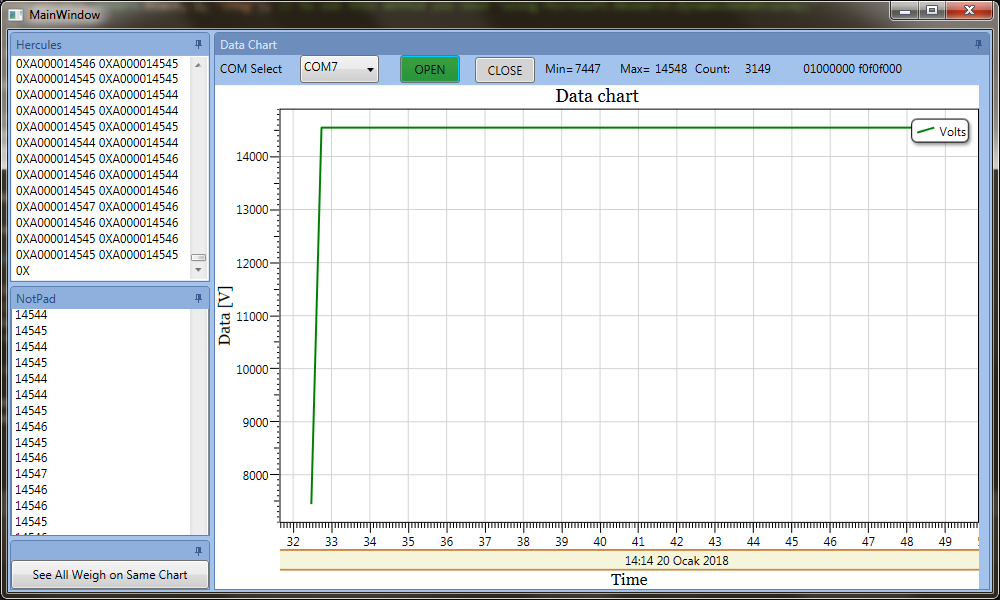 MainWindow
Hercules
0XA000014546 0XA000014545
0XA000014545 0XA000014545
0XA000014546 0XA000014544
0XA000014545 0XA000014544
0XA000014545 0XA000014545
0XA000014544 0XA000014544
0XA000014545 0XA000014546
0XA000014546 0XA000014544
0XA000014545 0XA000014546
0XA000014547 0XA000014546
0XA000014546 0XA000014546
0XA000014545 0XA000014546
0XA000014545 0XA000014545
0X
NotPad
14544
14545
14544
14545
14544
14544
14545
14546
14545
14546
14547
14546
14546
14545
See All Weigh on Same Chart
Data Chart
COM Select COM7 OPEN CLOSE Min= 7447 Max= 14548 Count: 3149 01000000 f0f0f000
Data chart
Volts
14000
13000
12000
11000
10000
9000
8000
Data [V]
32 33 34 35 36 37 38 39 40 41 42 43 44 45 46 47 48 49
14:14 20 Ocak 2018
Time